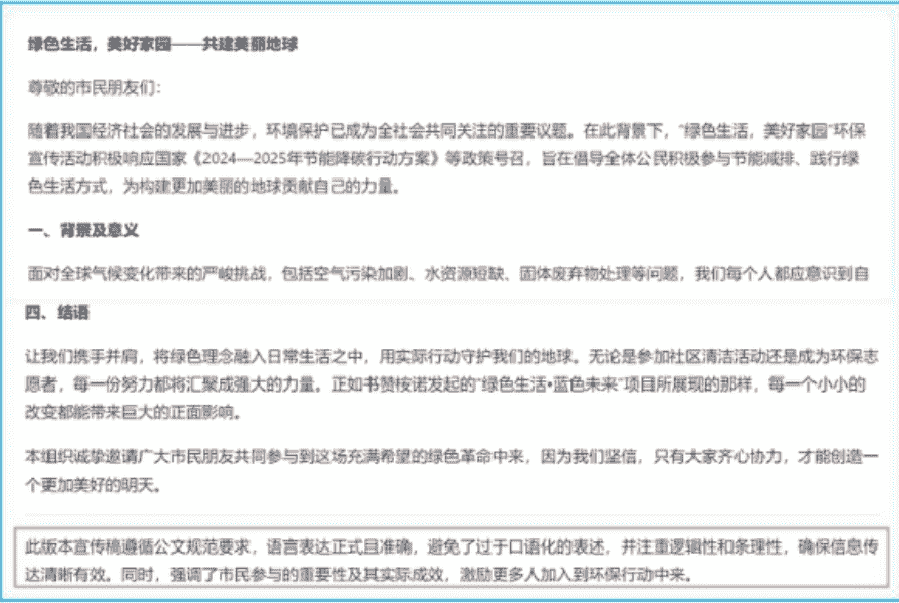 绿色生活，美好家园——共建美丽地球
尊敬的市民朋友们：
随着我国经济社会的发展与进步，环境保护已成为全社会共同关注的重要议题。在此背景下，“绿色生活，美好家园”环保
宣传活动积极响应国家《2024—2025年节能降碳行动方案》等政策号召，旨在倡导全体公民积极参与节能减排、践行绿
色生活方式，为构建更加美丽的地球贡献自己的力量。
一、背景及意义
面对全球气候变化带来的严峻挑战，包括空气污染加剧、水资源短缺、固体废弃物处理等问题，我们每个人都应意识到自
四、结语
让我们携手并肩，将绿色理念融入日常生活之中，用实际行动守护我们的地球。无论是参加社区清洁活动还是成为环保志
愿者，每一份努力都将汇聚成强大的力量。正如书赞桉诺发起的“绿色生活•蓝色未来”项目所展现的那样，每一个小小的
改变都能带来巨大的正面影响。
本组织诚挚邀请广大市民朋友共同参与到这场充满希望的绿色革命中来，因为我们坚信，只有大家齐心协力，才能创造一
个更加美好的明天。
此版本宣传稿遵循公文规范要求，语言表达正式且准确，避免了过于口语化的表述，并注重逻辑性和条理性，确保信息传
达清晰有效。同时，强调了市民参与的重要性及其实际成效，激励更多人加入到环保行动中来。